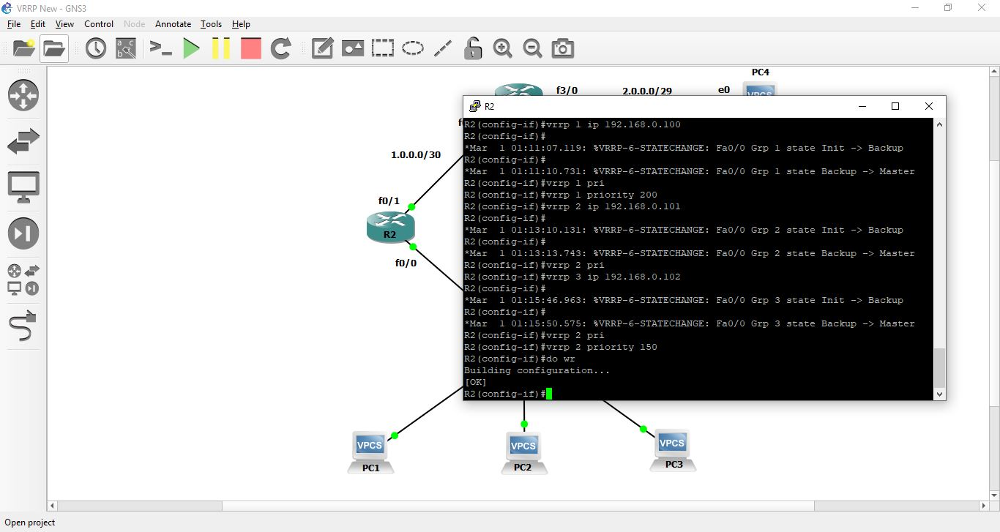 VRRP New - GNS3
File Edit View Control Node Annotate Tools Help
PC4
f3/0 2.0.0.0/29 e0
VPCS
R2
1.0.0.0/30
f0/1
R2
f0/0
R2(config-if)#vrrp 1 ip 192.168.0.100
R2(config-if)#
*Mar  1 01:11:07.119: %VRRP-6-STATECHANGE: Fa0/0 Grp 1 state Init -> Backup
R2(config-if)#
*Mar  1 01:11:10.731: %VRRP-6-STATECHANGE: Fa0/0 Grp 1 state Backup -> Master
R2(config-if)#vrrp 1 pri
R2(config-if)#vrrp 1 priority 200
R2(config-if)#vrrp 2 ip 192.168.0.101
R2(config-if)#
*Mar  1 01:13:10.131: %VRRP-6-STATECHANGE: Fa0/0 Grp 2 state Init -> Backup
R2(config-if)#
*Mar  1 01:13:13.743: %VRRP-6-STATECHANGE: Fa0/0 Grp 2 state Backup -> Master
R2(config-if)#vrrp 2 pri
R2(config-if)#vrrp 3 ip 192.168.0.102
R2(config-if)#
*Mar  1 01:15:46.963: %VRRP-6-STATECHANGE: Fa0/0 Grp 3 state Init -> Backup
R2(config-if)#
*Mar  1 01:15:50.575: %VRRP-6-STATECHANGE: Fa0/0 Grp 3 state Backup -> Master
R2(config-if)#vrrp 2 pri
R2(config-if)#vrrp 2 priority 150
R2(config-if)#do wr
Building configuration...
[OK]
R2(config-if)#
VPCS VPCS VPCS
PC1 PC2 PC3
Open project